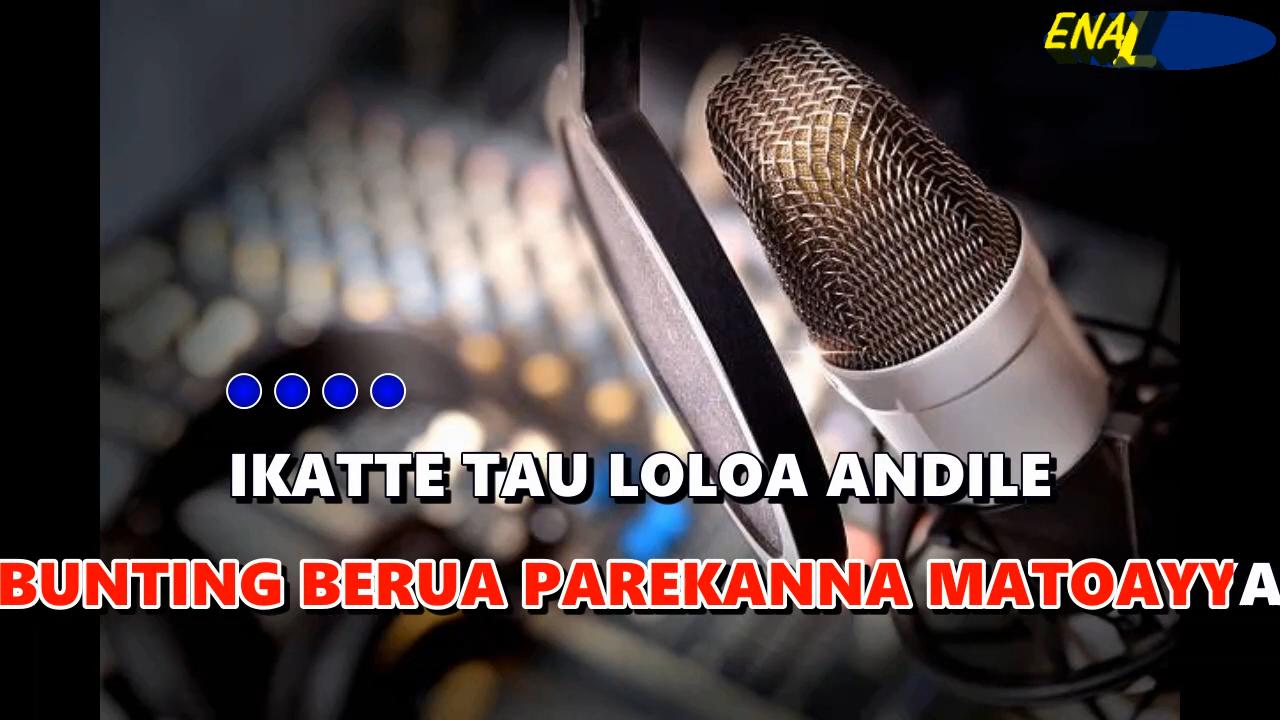 ENAL
IKATTE TAU LOLOA ANDILE
BUNTING BERUA PAREKANNA MATOAYYA